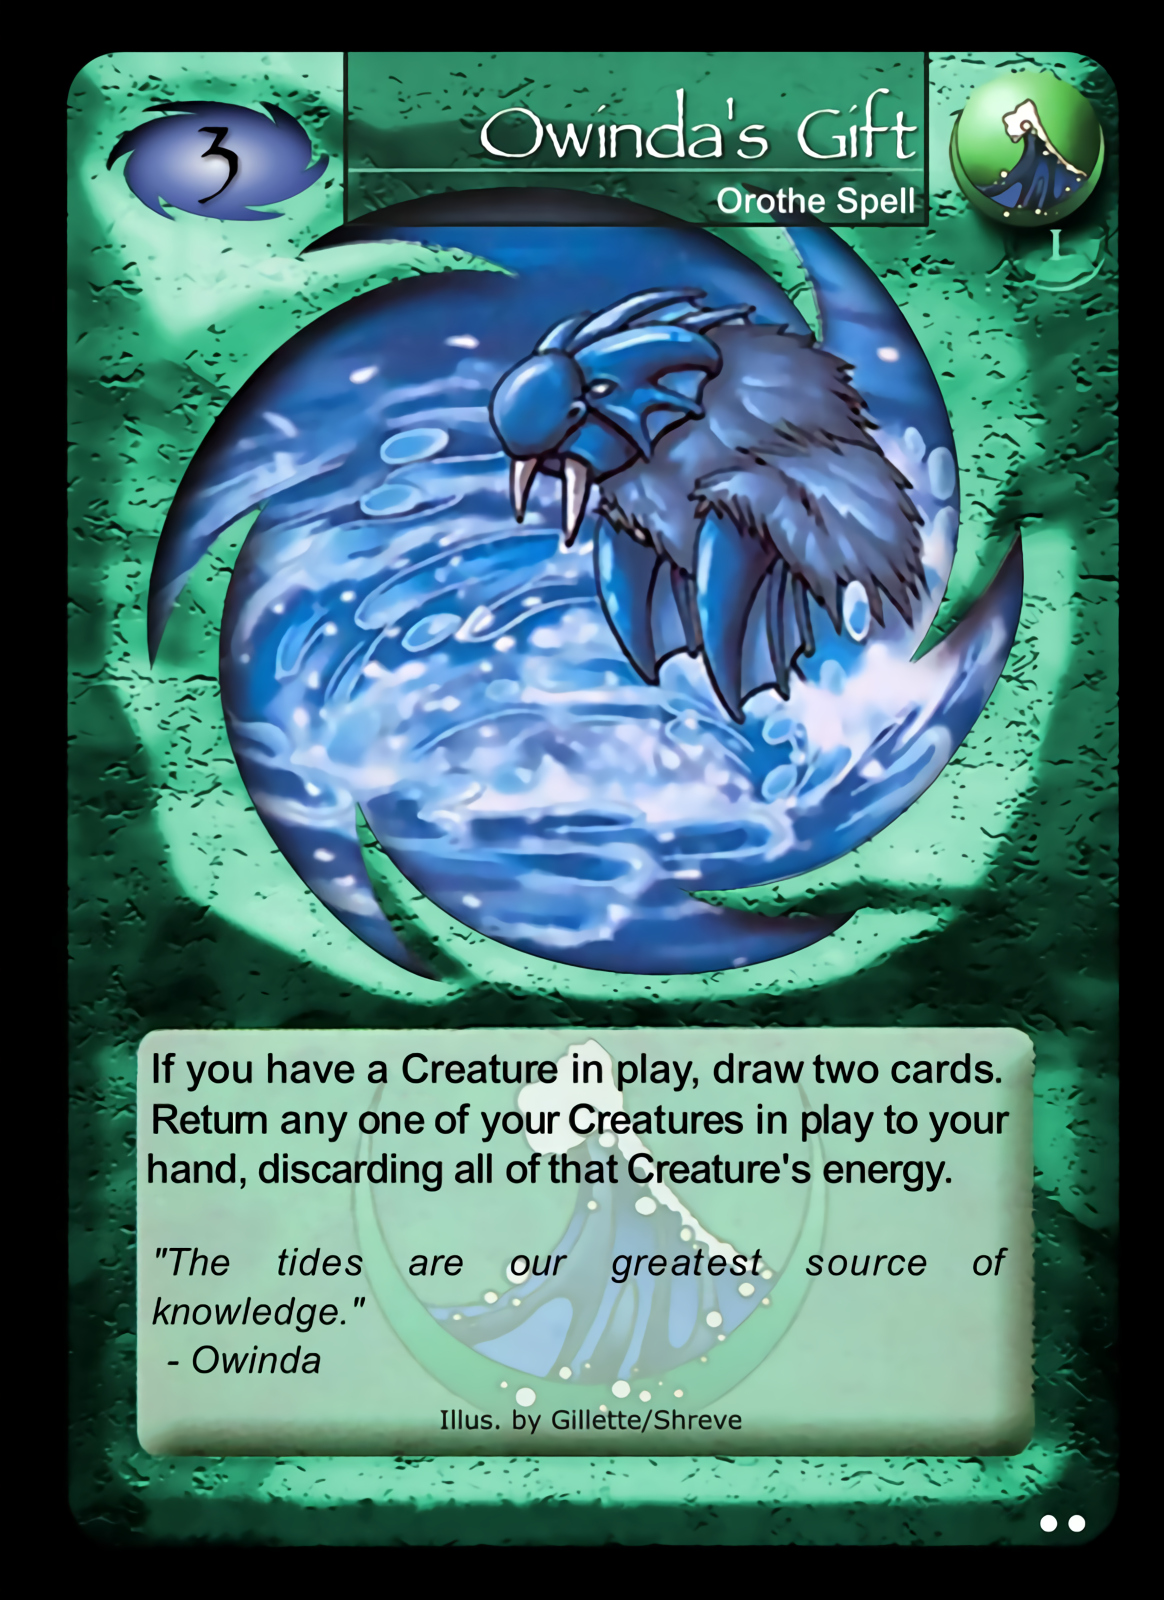 3
Owinda's Gift
Orothe Spell
If you have a Creature in play, draw two cards.
Return any one of your Creatures in play to your
hand, discarding all of that Creature's energy.
"The tides are our greatest source of
knowledge."
- Owinda
Illus. by Gillette/Shreve